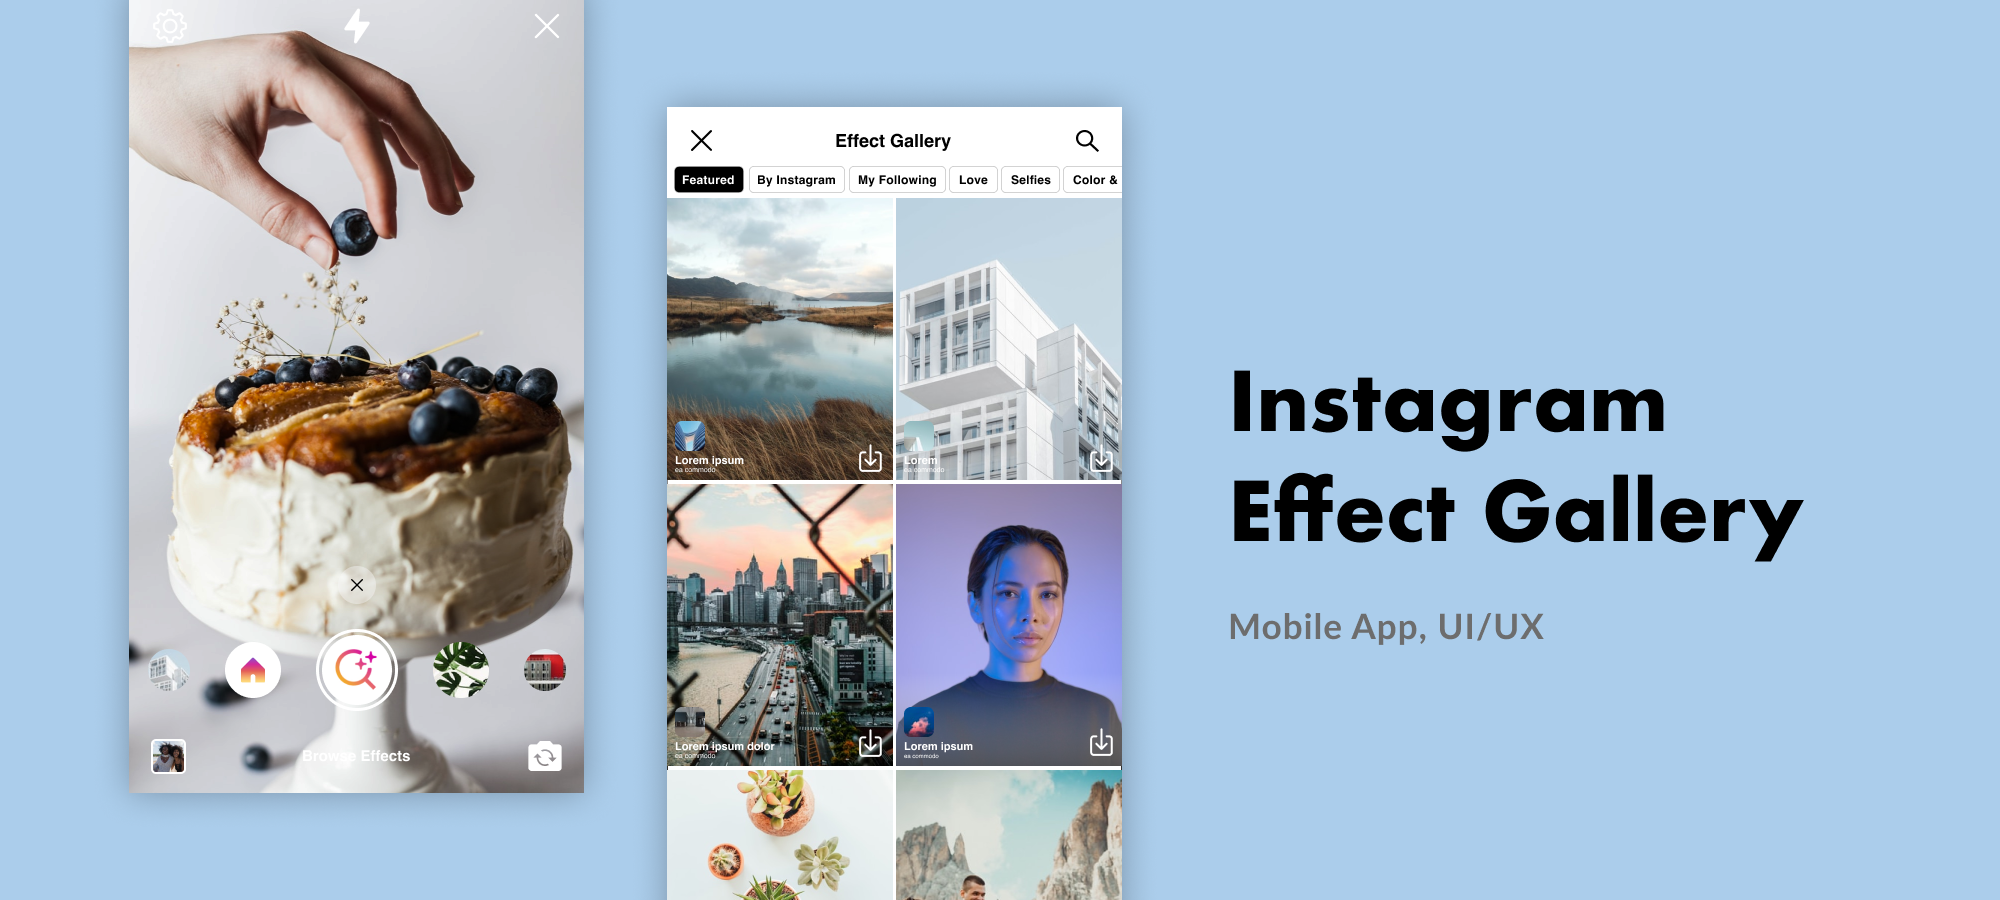 Browse Effects
Effect Gallery
Featured
By Instagram
My Following
Love
Selfies
Color &
Lorem ipsum
ea commodo
Lorem
ea commodo
Lorem ipsum dolor
ea commodo
Lorem ipsum
ea commodo
Instagram
Effect Gallery
Mobile App, UI/UX